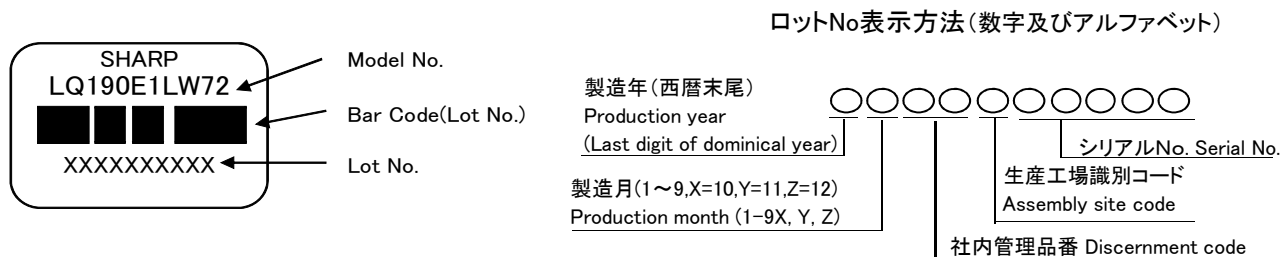 ロットNo表示方法(数字及びアルファベット)
SHARP
LQ190E1LW72
XXXXXXXXXX
Model No.
Bar Code(Lot No.)
Lot No.
製造年(西暦末尾)
Production year
(Last digit of dominical year)
製造月(1～9,X=10,Y=11,Z=12)
Production month (1-9X, Y, Z)
シリアルNo. Serial No.
生産工場識別コード
Assembly site code
社内管理品番 Discernment code